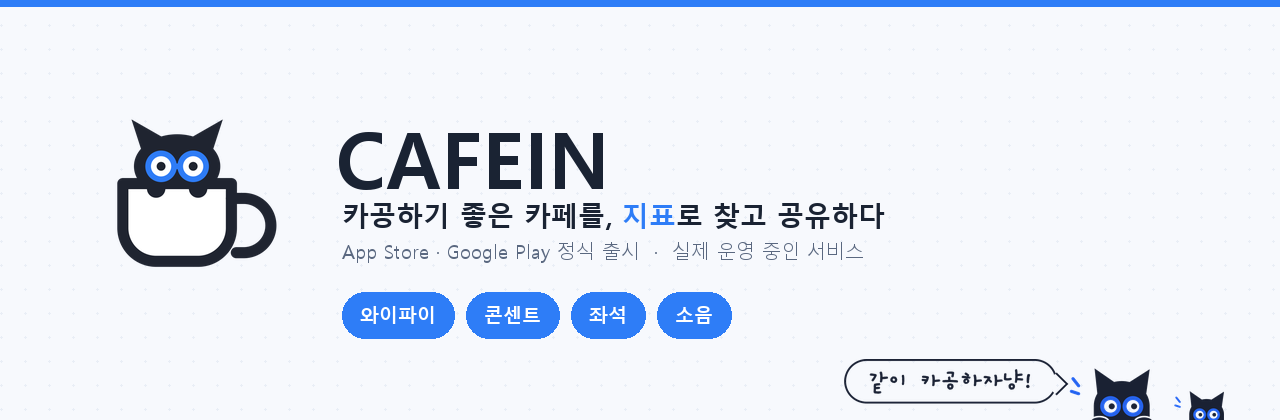 CAFEIN
카공하기 좋은 카페를, 지표로 찾고 공유하다
App Store · Google Play 정식 출시 · 실제 운영 중인 서비스
와이파이 콘센트 좌석 소음
같이 카공하자냥!